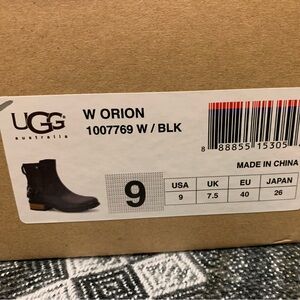 UGG
australia
W ORION
1007769 W / BLK
8 88855 15305
MADE IN CHINA
9
USA UK EU JAPAN
9 7.5 40 26